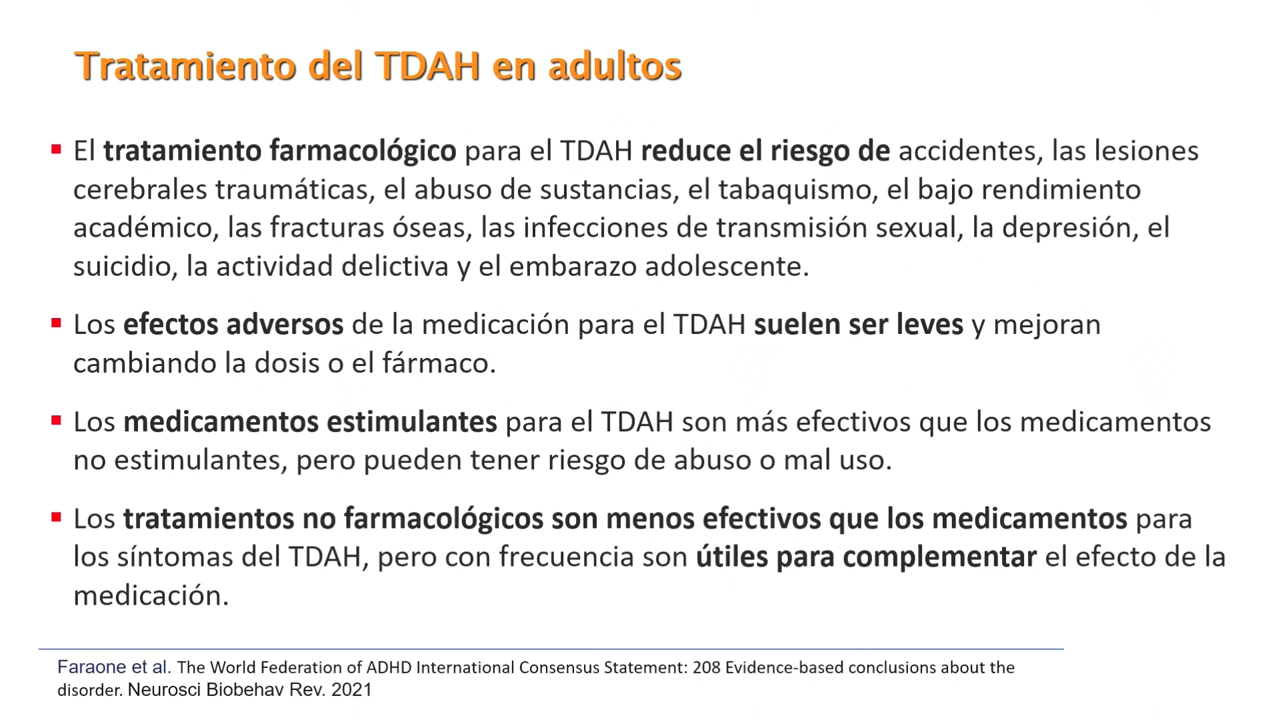 Tratamiento del TDAH en adultos
▪ El tratamiento farmacológico para el TDAH reduce el riesgo de accidentes, las lesiones
cerebrales traumáticas, el abuso de sustancias, el tabaquismo, el bajo rendimiento
académico, las fracturas óseas, las infecciones de transmisión sexual, la depresión, el
suicidio, la actividad delictiva y el embarazo adolescente.
▪ Los efectos adversos de la medicación para el TDAH suelen ser leves y mejoran
cambiando la dosis o el fármaco.
▪ Los medicamentos estimulantes para el TDAH son más efectivos que los medicamentos
no estimulantes, pero pueden tener riesgo de abuso o mal uso.
▪ Los tratamientos no farmacológicos son menos efectivos que los medicamentos para
los síntomas del TDAH, pero con frecuencia son útiles para complementar el efecto de la
medicación.
Faraone et al. The World Federation of ADHD International Consensus Statement: 208 Evidence-based conclusions about the
disorder. Neurosci Biobehav Rev. 2021